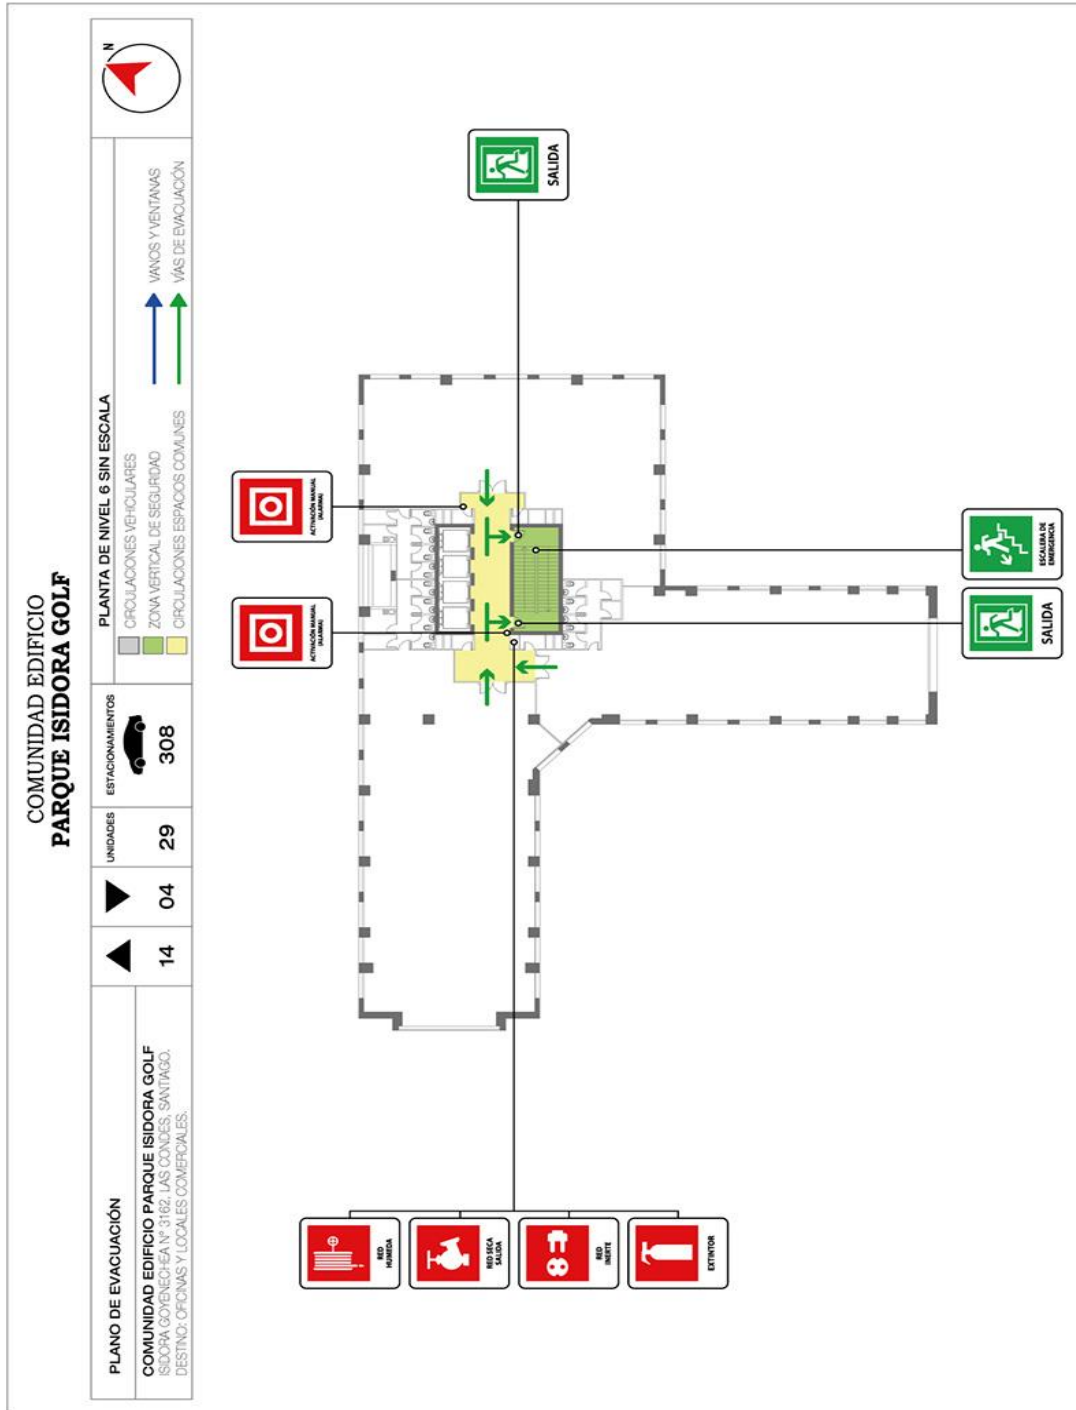 COMUNIDAD EDIFICIO
PARQUE ISIDORA GOLF
PLANO DE EVACUACIÓN
COMUNIDAD EDIFICIO PARQUE ISIDORA GOLF
ISIDORA GOYENECHEA Nº 3162, LAS CONDES, SANTIAGO.
DESTINO: OFICINAS Y LOCALES COMERCIALES.
14
04
UNIDADES
29
ESTACIONAMIENTOS
308
PLANTA DE NIVEL 6 SIN ESCALA
CIRCULACIONES VEHICULARES
ZONA VERTICAL DE SEGURIDAD
CIRCULACIONES ESPACIOS COMUNES
VANOS Y VENTANAS
VÍAS DE EVACUACIÓN
N
ACTIVACIÓN MANUAL
(ALARMA)
ACTIVACIÓN MANUAL
(ALARMA)
SALIDA
RED
HUMEDA
RED SECA
SALIDA
RED
INERTE
EXTINTOR
SALIDA
ESCALERA DE
EMERGENCIA